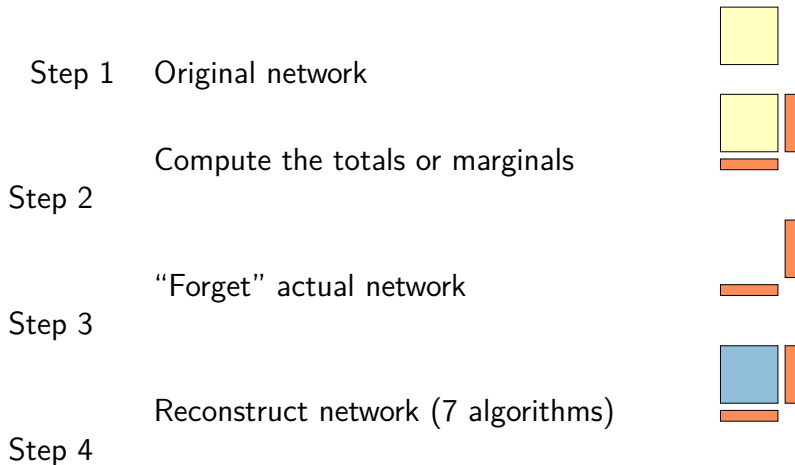 Step 1 Original network
Compute the totals or marginals
Step 2
“Forget” actual network
Step 3
Reconstruct network (7 algorithms)
Step 4